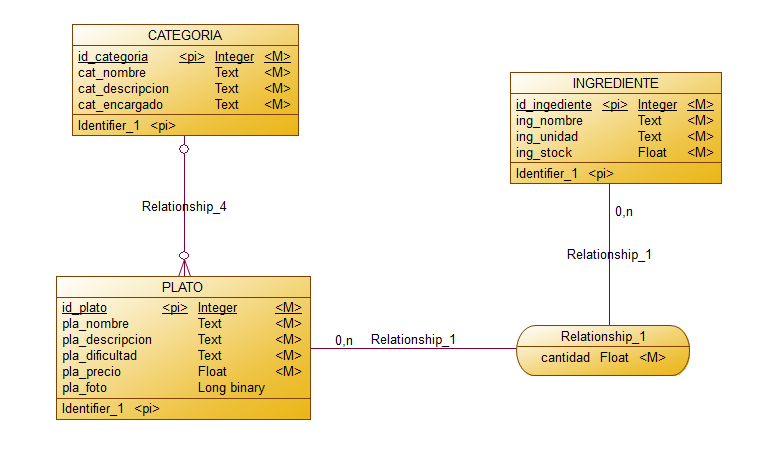 CATEGORIA
id_categoria <pi> Integer <M>
cat_nombre Text <M>
cat_descripcion Text <M>
cat_encargado Text <M>
Identifier_1 <pi>
INGREDIENTE
id_ingediente <pi> Integer <M>
ing_nombre Text <M>
ing_unidad Text <M>
ing_stock Float <M>
Identifier_1 <pi>
Relationship_4
0,n
Relationship_1
PLATO
id_plato <pi> Integer <M>
pla_nombre Text <M>
pla_descripcion Text <M>
pla_dificultad Text <M>
pla_precio Float <M>
pla_foto Long binary
Identifier_1 <pi>
0,n Relationship_1
Relationship_1
cantidad Float <M>